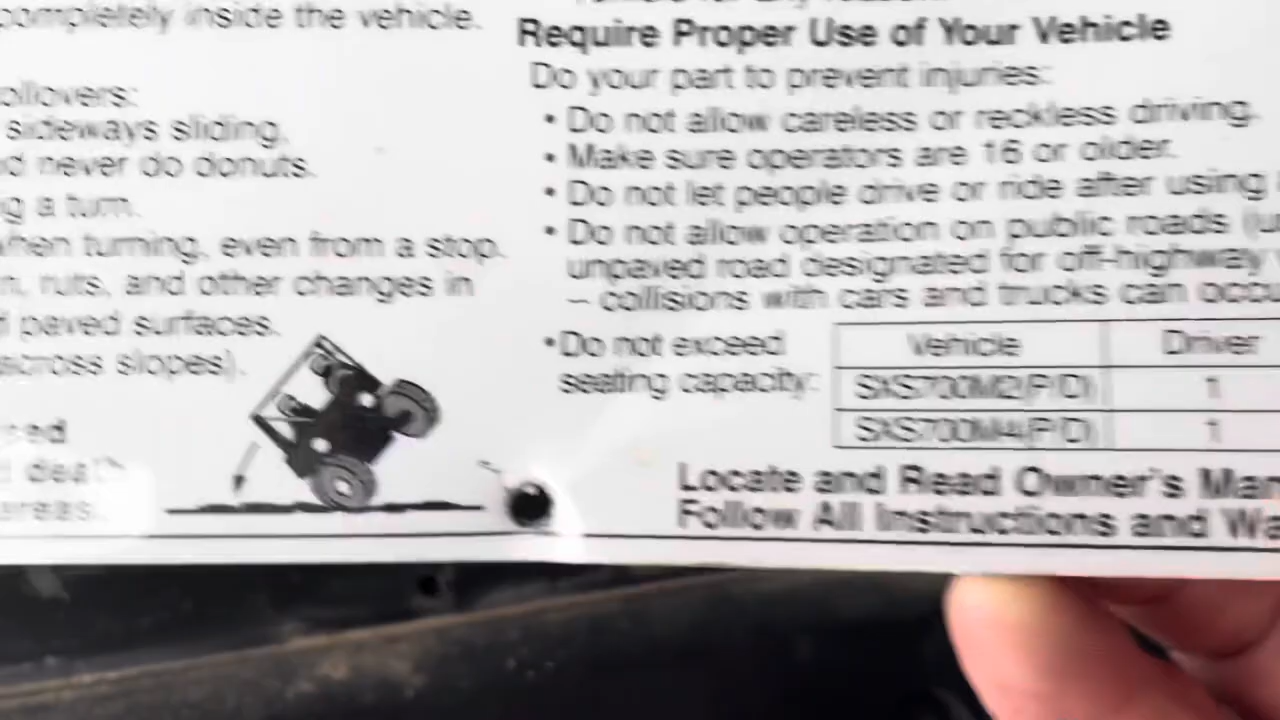 completely inside the vehicle.
ollovers:
sideways sliding,
d never do donuts.
g a turn.
when turning, even from a stop.
n, ruts, and other changes in
paved surfaces.
across slopes).
areas.
Require Proper Use of Your Vehicle
Do your part to prevent injuries:
• Do not allow careless or reckless driving.
• Make sure operators are 16 or older.
• Do not let people drive or ride after using
• Do not allow operation on public roads
unpaved road designated for off-highway
– collisions with cars and trucks can occu
• Do not exceed
seating capacity:
Vehicle Driver
SXS700M2(P/D) 1
SXS700M4(P/D) 1
Locate and Read Owner's Man
Follow All Instructions and Wa